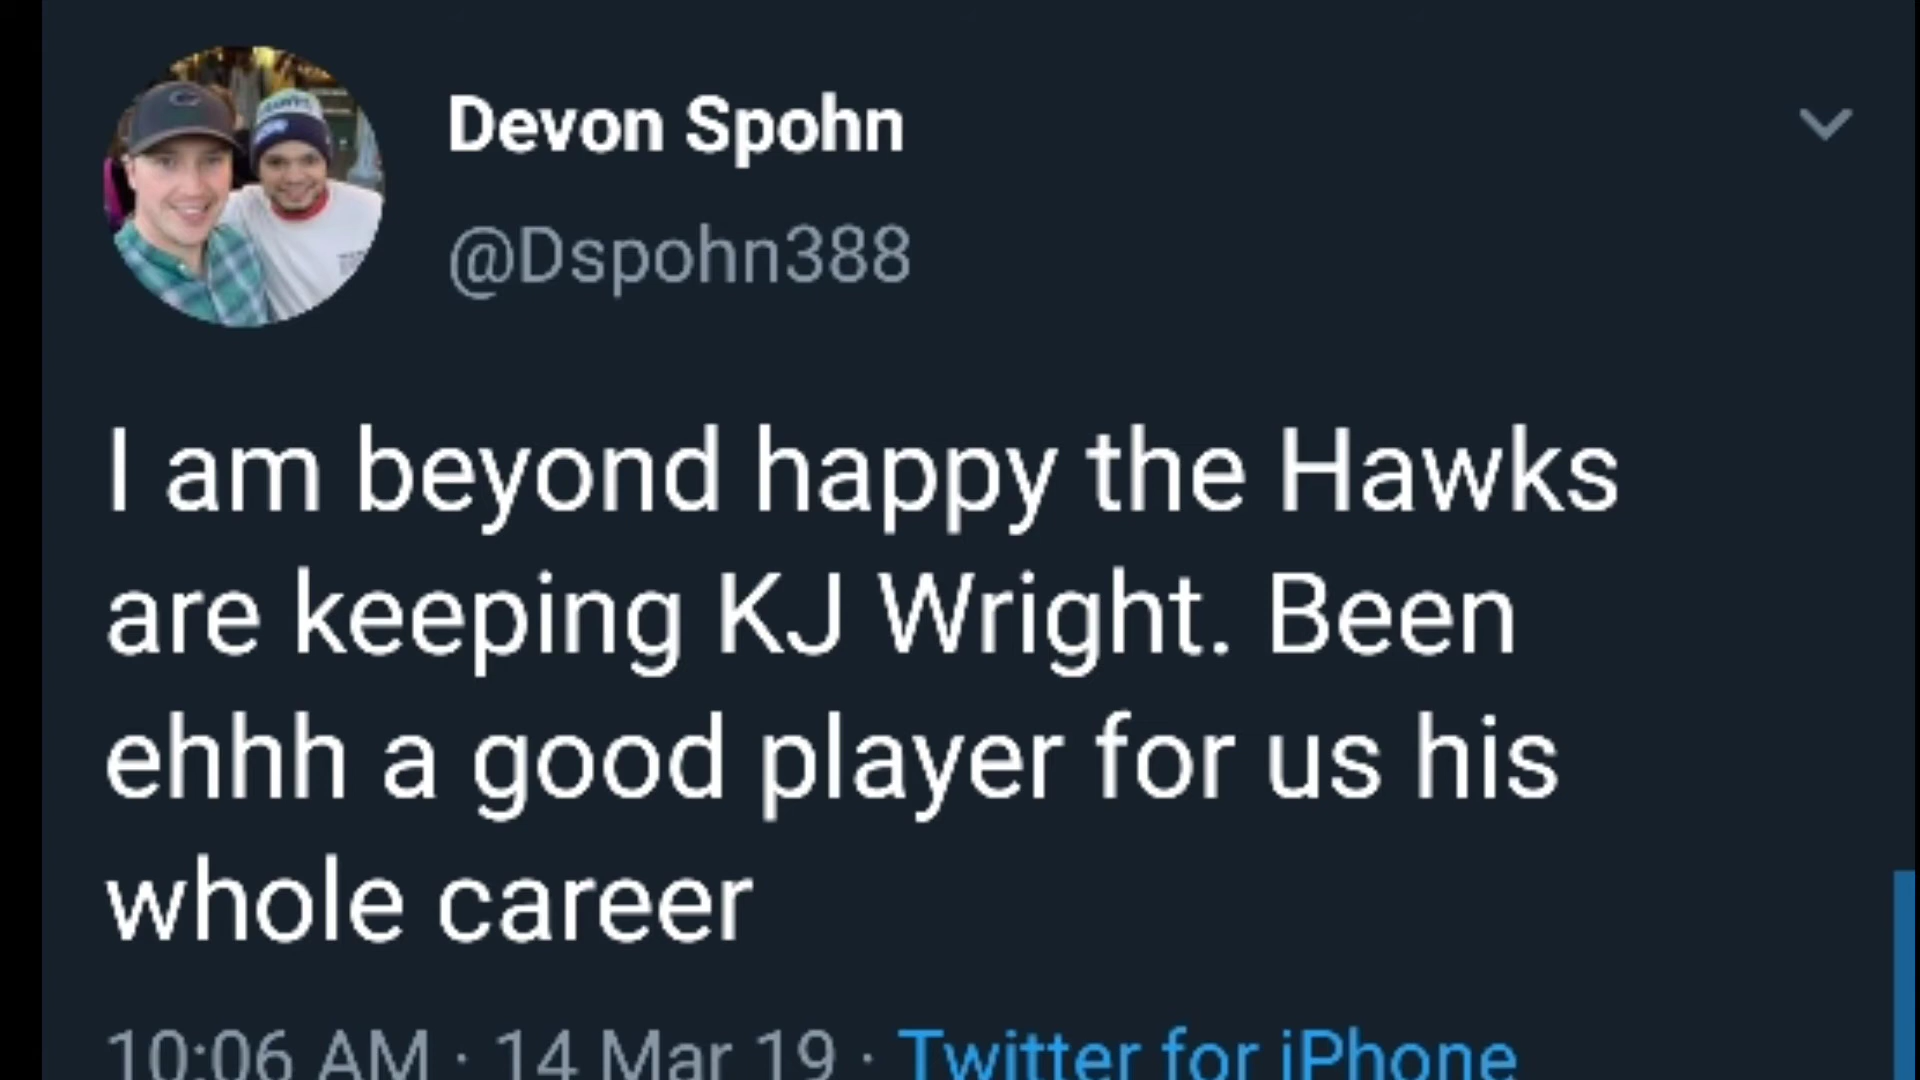 Devon Spohn
@Dspohn388
I am beyond happy the Hawks
are keeping KJ Wright. Been
ehhh a good player for us his
whole career
10:06 AM · 14 Mar 19 · Twitter for iPhone